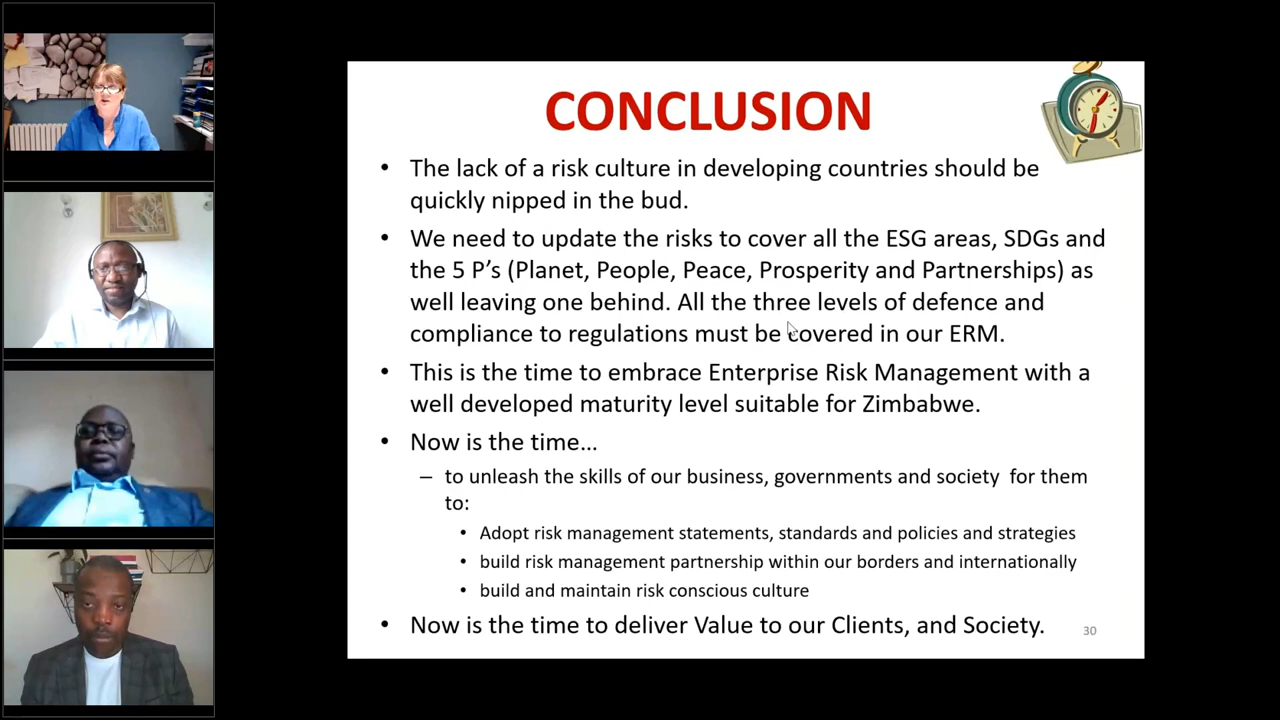 CONCLUSION
• The lack of a risk culture in developing countries should be
quickly nipped in the bud.
• We need to update the risks to cover all the ESG areas, SDGs and
the 5 P’s (Planet, People, Peace, Prosperity and Partnerships) as
well leaving one behind. All the three levels of defence and
compliance to regulations must be covered in our ERM.
• This is the time to embrace Enterprise Risk Management with a
well developed maturity level suitable for Zimbabwe.
• Now is the time…
– to unleash the skills of our business, governments and society for them
to:
• Adopt risk management statements, standards and policies and strategies
• build risk management partnership within our borders and internationally
• build and maintain risk conscious culture
• Now is the time to deliver Value to our Clients, and Society.
30